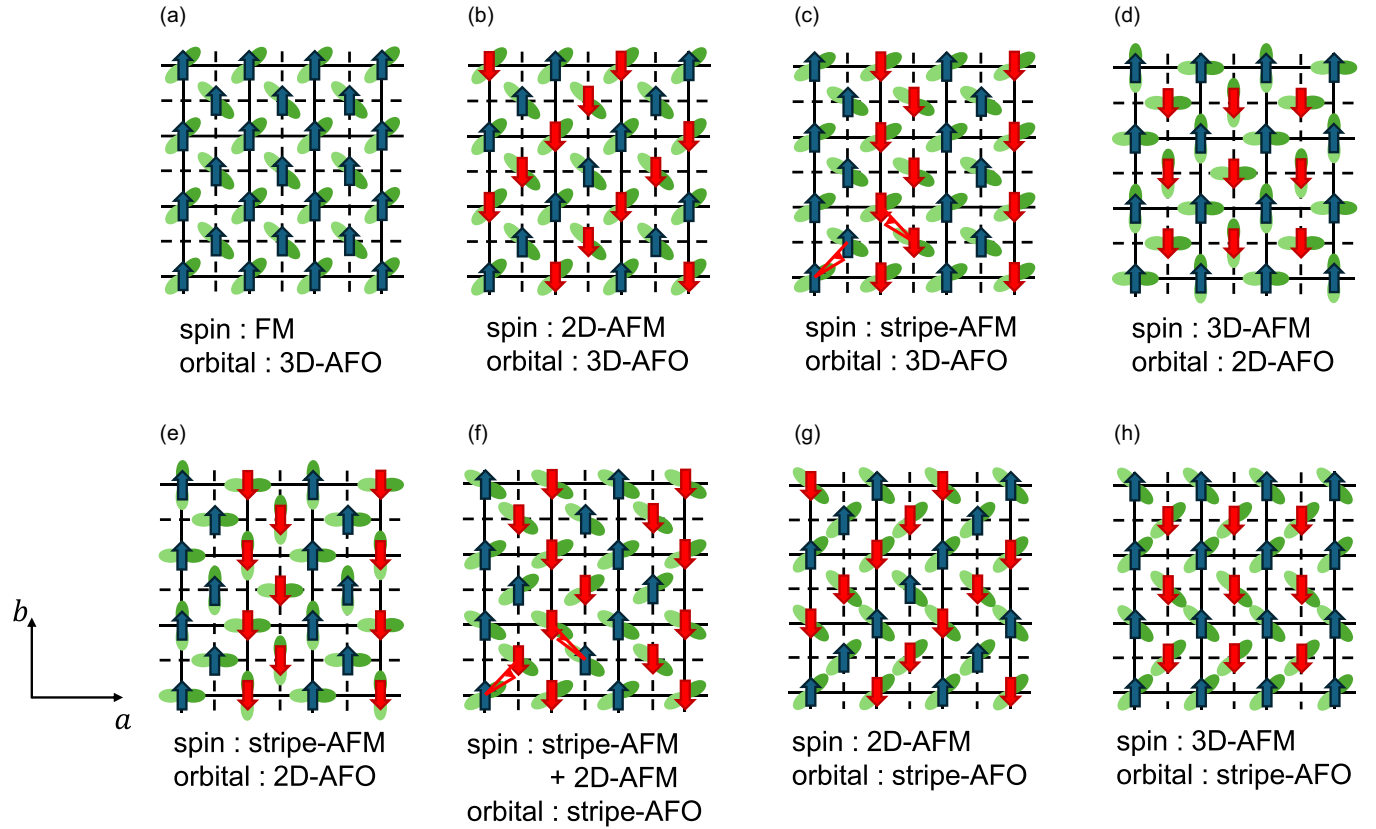 (a)
(b)
(c)
(d)
spin : FM
orbital : 3D-AFO
spin : 2D-AFM
orbital : 3D-AFO
spin : stripe-AFM
orbital : 3D-AFO
spin : 3D-AFM
orbital : 2D-AFO
(e)
(f)
(g)
(h)
b
a
spin : stripe-AFM
orbital : 2D-AFO
spin : stripe-AFM
+ 2D-AFM
orbital : stripe-AFO
spin : 2D-AFM
orbital : stripe-AFO
spin : 3D-AFM
orbital : stripe-AFO